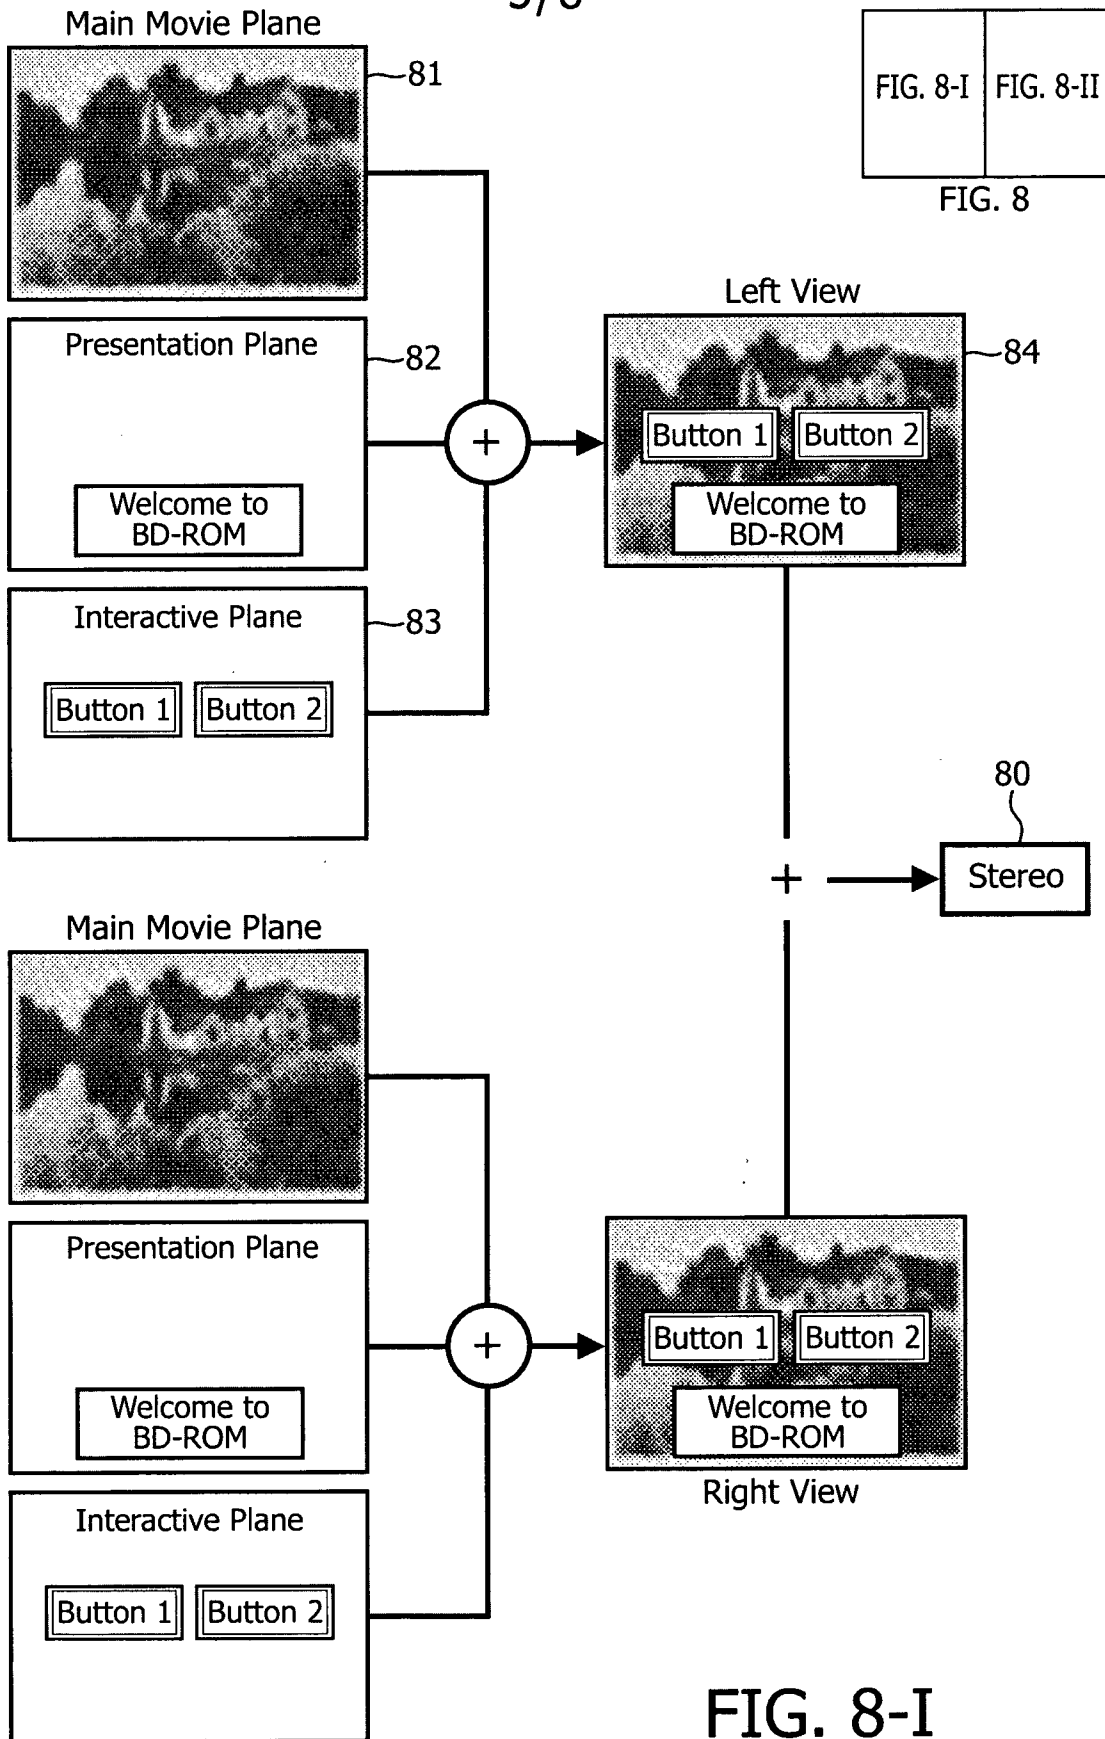 Main Movie Plane
81
FIG. 8-I FIG. 8-II
FIG. 8
Presentation Plane
82
Welcome to
BD-ROM
Interactive Plane
83
Button 1 Button 2
Left View
84
Button 1 Button 2
Welcome to
BD-ROM
+
+
80
Stereo
Main Movie Plane
Presentation Plane
Welcome to
BD-ROM
Interactive Plane
Button 1 Button 2
+
Button 1 Button 2
Welcome to
BD-ROM
Right View
FIG. 8-I